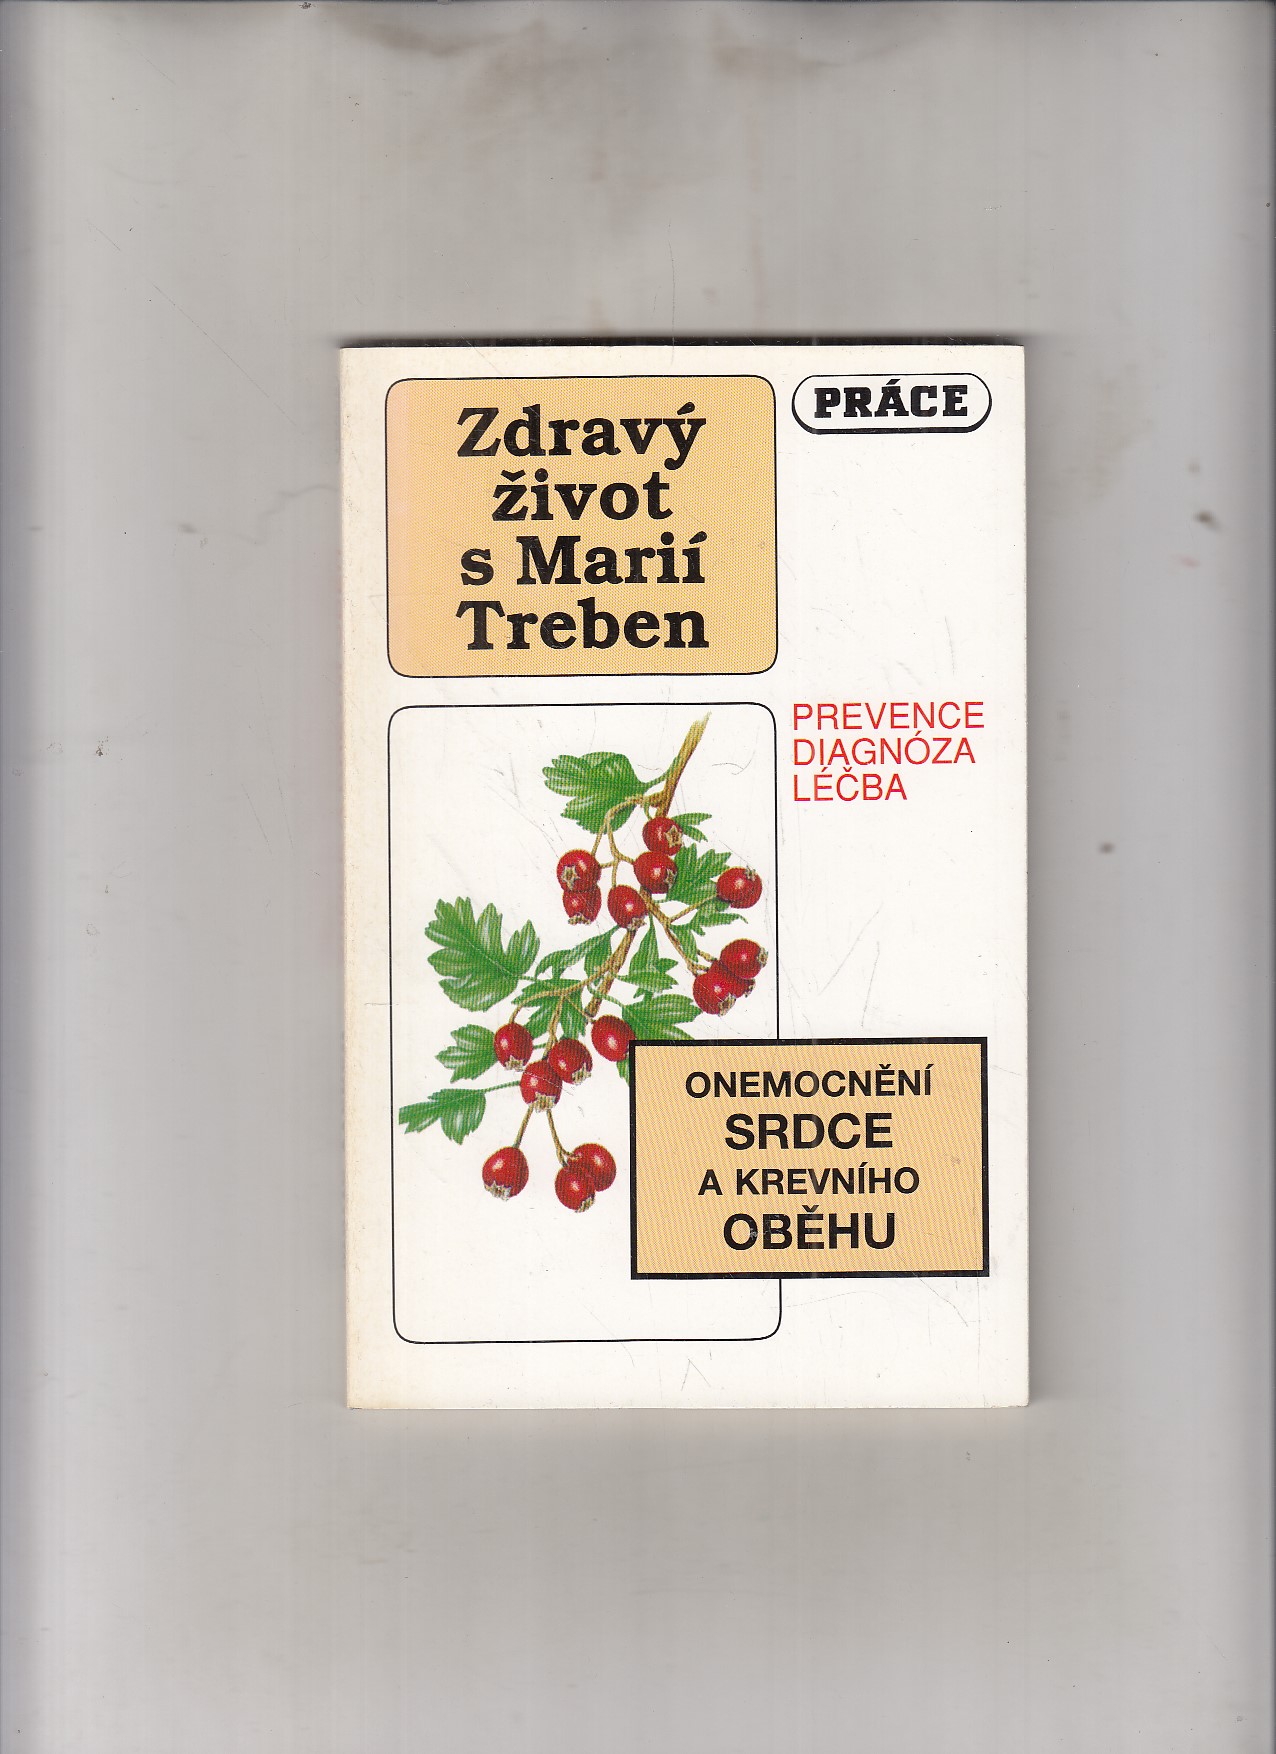 Zdravý
život
s Marií
Treben
PRÁCE
PREVENCE
DIAGNÓZA
LÉČBA
ONEMOCNĚNÍ
SRDCE
A KREVNÍHO
OBĚHU